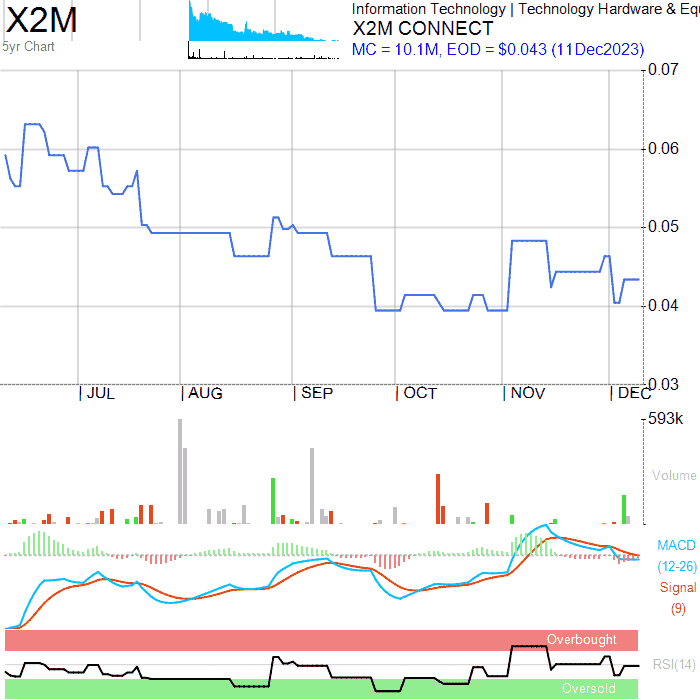 X2M
5yr Chart
Information Technology | Technology Hardware & Eq
X2M CONNECT
MC = 10.1M, EOD = $0.043 (11Dec2023)
0.07
0.06
0.05
0.04
0.03
| JUL | AUG | SEP | OCT | NOV | DEC
593k
Volume
MACD
(12-26)
Signal
(9)
Overbought
RSI(14)
Oversold